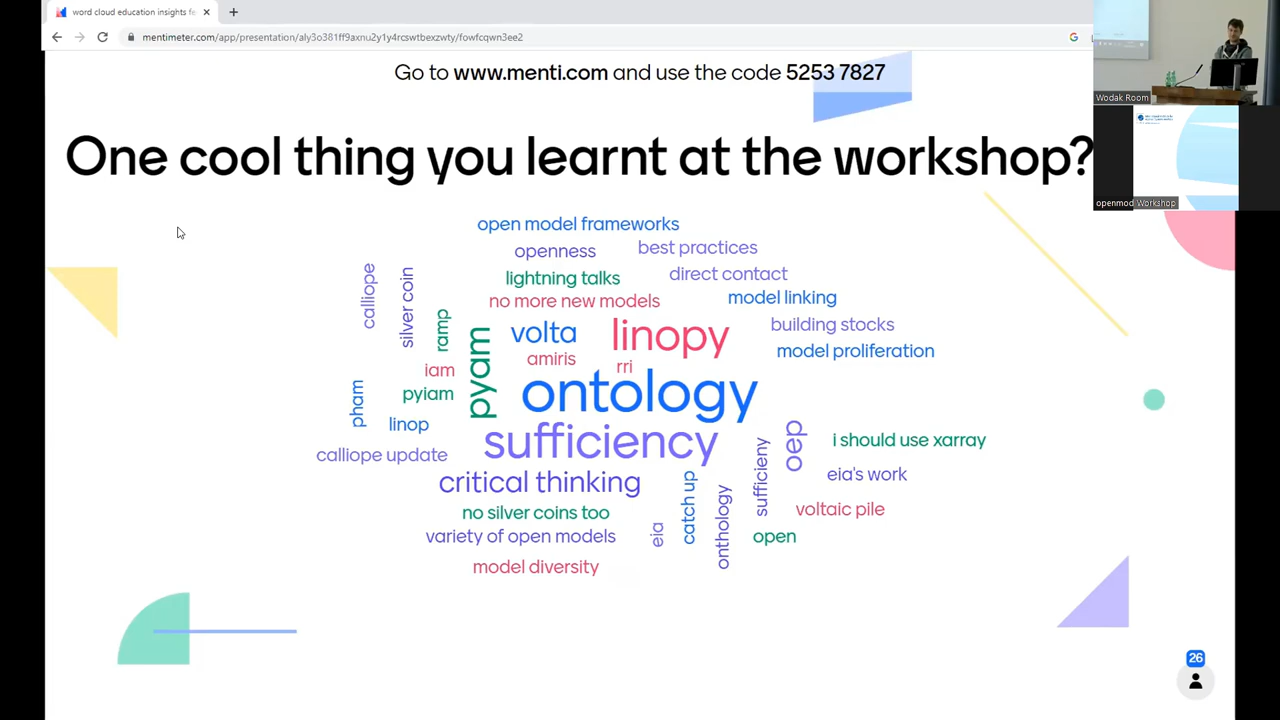 word cloud education insights fe
mentimeter.com/app/presentation/aly3o381ff9axnu2y1y4rcswtbexzwty/fowfcqwn3ee2
Go to www.menti.com and use the code 5253 7827
Wodak Room
One cool thing you learnt at the workshop?
openmod Workshop
open model frameworks
openness
best practices
lightning talks
direct contact
calliope
silver coin
no more new models
model linking
ramp
pyam
volta
linopy
building stocks
amiris
rri
model proliferation
iam
pyiam
ontology
pham
linop
sufficiency
oep
i should use xarray
calliope update
sufficieny
eia's work
critical thinking
catch up
onthology
no silver coins too
voltaic pile
variety of open models
eia
open
model diversity
26